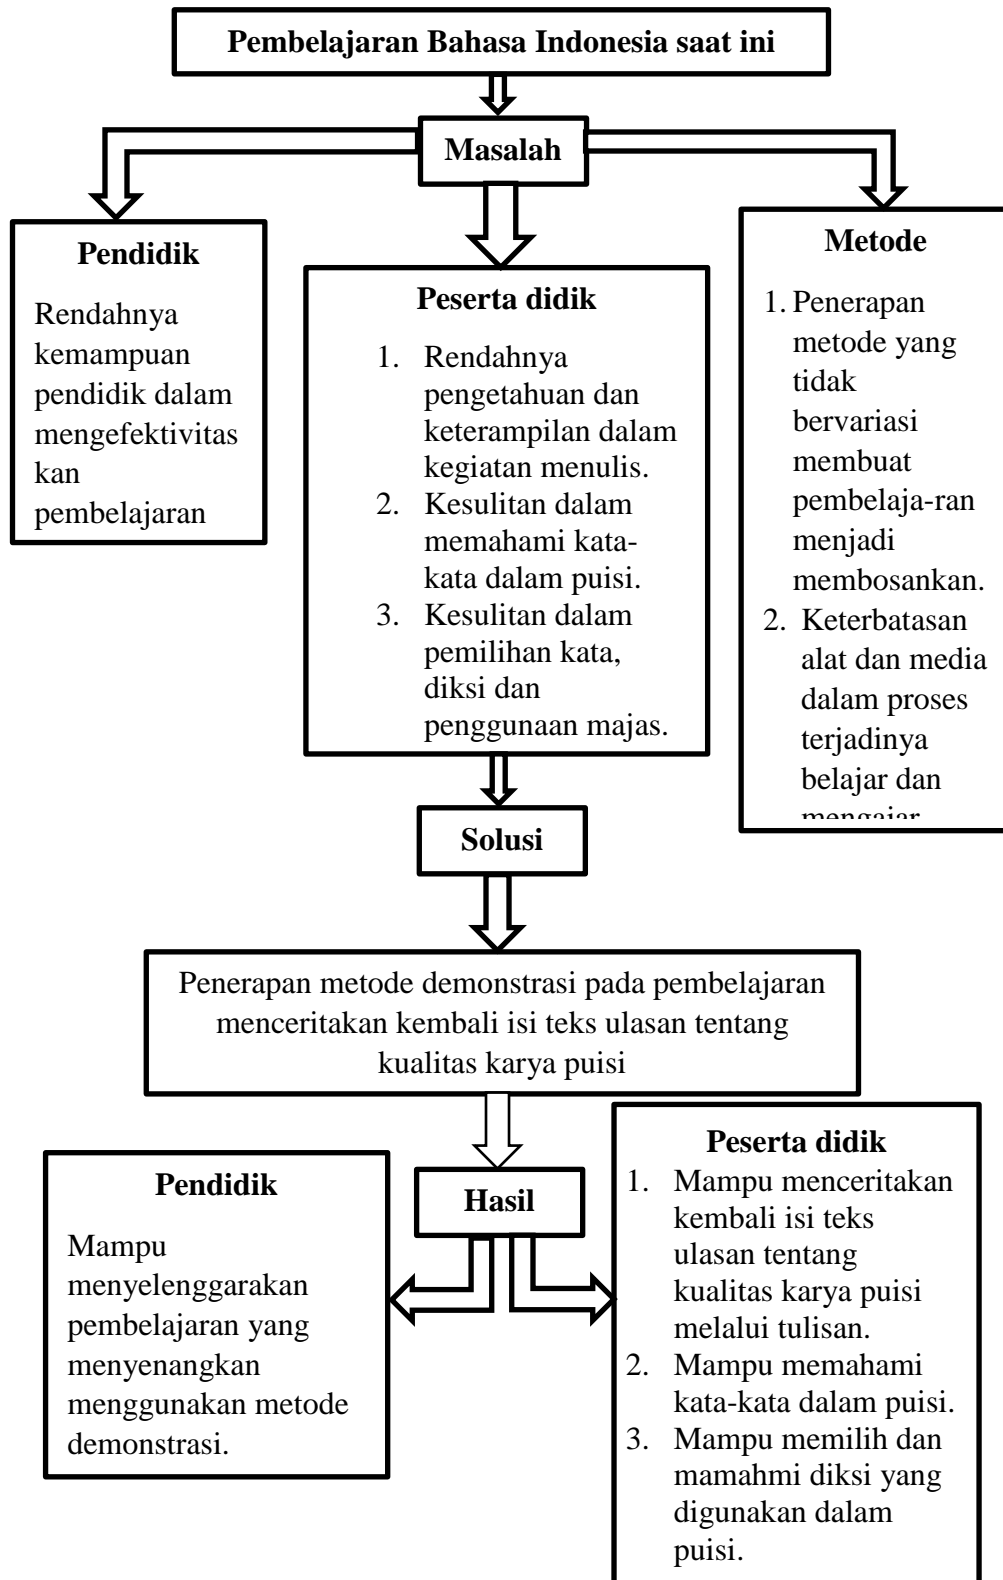 Pembelajaran Bahasa Indonesia saat ini
Masalah
Pendidik
Rendahnya
kemampuan
pendidik dalam
mengefektivitas
kan
pembelajaran
Peserta didik
1. Rendahnya
pengetahuan dan
keterampilan dalam
kegiatan menulis.
2. Kesulitan dalam
memahami kata-
kata dalam puisi.
3. Kesulitan dalam
pemilihan kata,
diksi dan
penggunaan majas.
Metode
1. Penerapan
metode yang
tidak
bervariasi
membuat
pembelaja-ran
menjadi
membosankan.
2. Keterbatasan
alat dan media
dalam proses
terjadinya
belajar dan
mengajar
Solusi
Penerapan metode demonstrasi pada pembelajaran
menceritakan kembali isi teks ulasan tentang
kualitas karya puisi
Hasil
Pendidik
Mampu
menyelenggarakan
pembelajaran yang
menyenangkan
menggunakan metode
demonstrasi.
Peserta didik
1. Mampu menceritakan
kembali isi teks
ulasan tentang
kualitas karya puisi
melalui tulisan.
2. Mampu memahami
kata-kata dalam puisi.
3. Mampu memilih dan
mamahmi diksi yang
digunakan dalam
puisi.